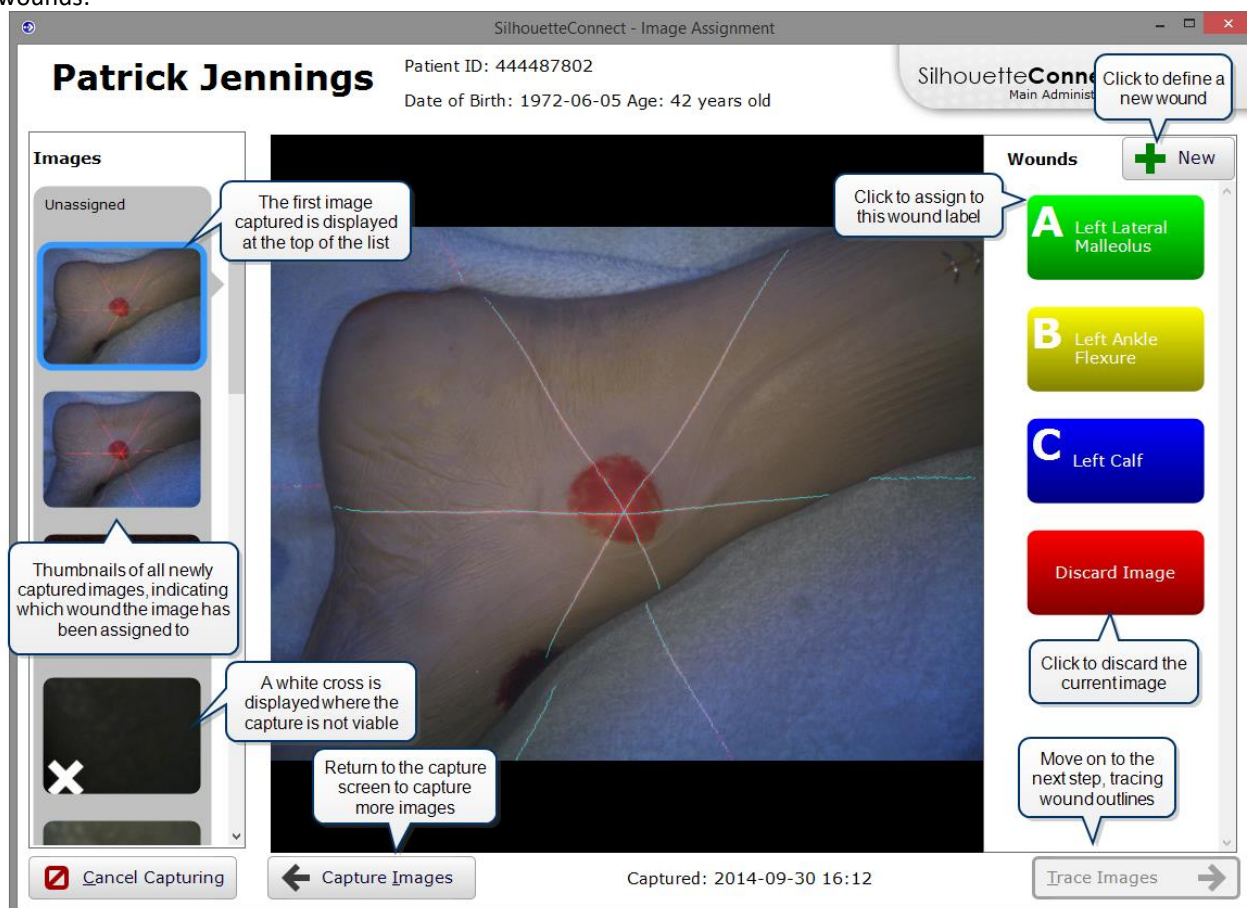 wounds:
SilhouetteConnect - Image Assignment
Patrick Jennings
Patient ID: 444487802
Date of Birth: 1972-06-05 Age: 42 years old
Click to define a
new wound
Images
Wounds
New
Unassigned
The first image
captured is displayed
at the top of the list
Click to assign to
this wound label
A Left Lateral
Malleolus
B Left Ankle
Flexure
C Left Calf
Thumbnails of all newly
captured images, indicating
which wound the image has
been assigned to
Discard Image
Click to discard the
current image
A white cross is
displayed where the
capture is not viable
Return to the capture
screen to capture
more images
Move on to the
next step, tracing
wound outlines
Cancel Capturing
Capture Images
Captured: 2014-09-30 16:12
Trace Images